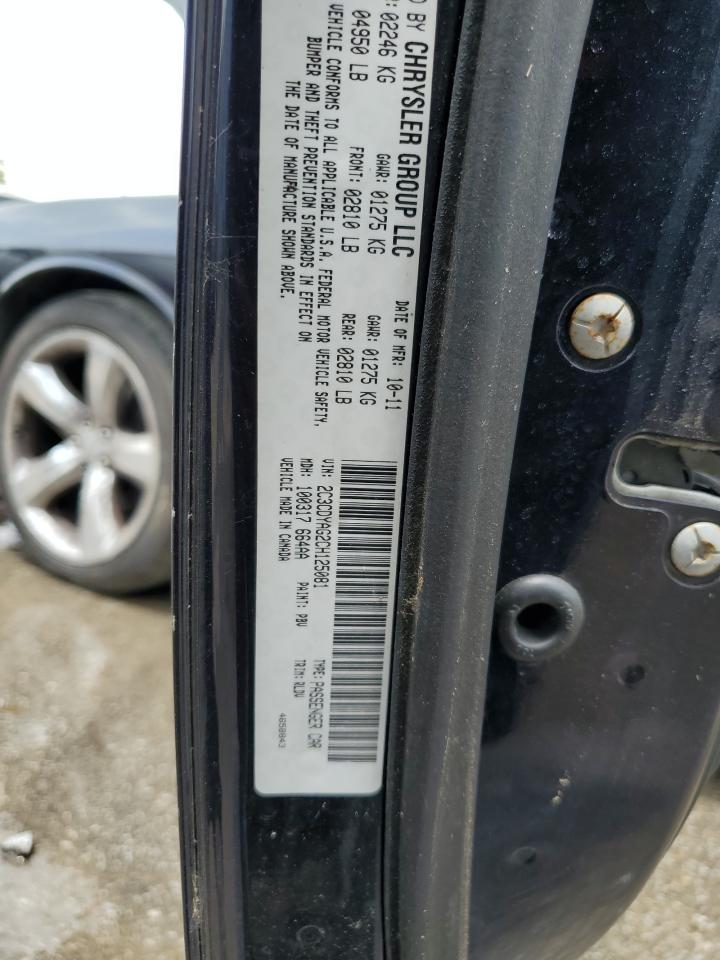 D BY CHRYSLER GROUP LLC DATE OF MFR: 10-11
: 02246 KG GAWR: 01275 KG GAWR: 01275 KG
04950 LB FRONT: 02810 LB REAR: 02810 LB
VEHICLE CONFORMS TO ALL APPLICABLE U.S.A. FEDERAL MOTOR VEHICLE SAFETY,
BUMPER AND THEFT PREVENTION STANDARDS IN EFFECT ON
THE DATE OF MANUFACTURE SHOWN ABOVE.
VIN: 2C3CDYAG2CH125081 TYPE: PASSENGER CAR
MDH: 100317 664AA PAINT: PBV TRIM: RLDV
VEHICLE MADE IN CANADA 4658843